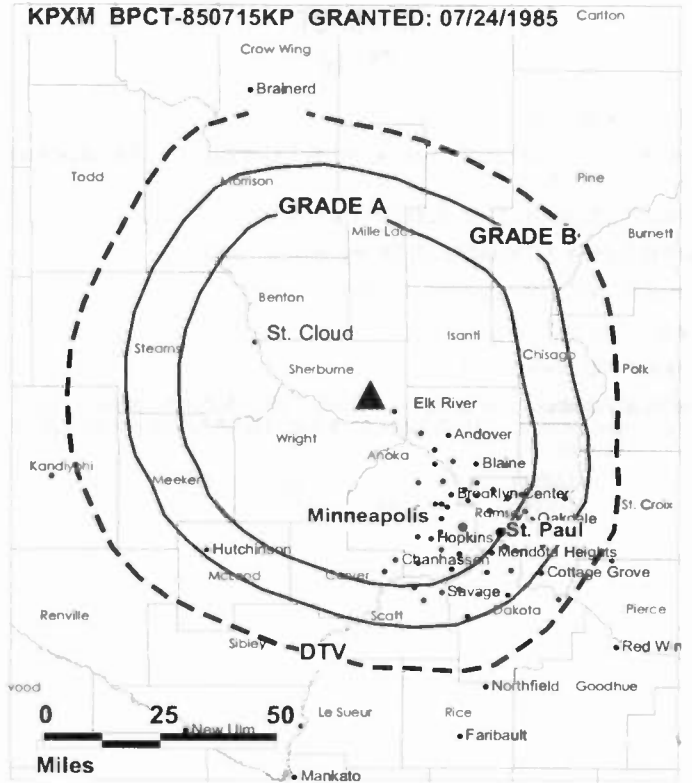 KPXM BPCT-850715KP GRANTED: 07/24/1985
Carlton
Crow Wing
Brainerd
Todd
Morrison
Pine
GRADE A
Mille Lacs
GRADE B
Burnett
Benton
St. Cloud
Isanti
Stearns
Chisago
Sherburne
Polk
Elk River
Wright
Andover
Anoka
Blaine
Kandiyohi
Meeker
Brooklyn Center
St. Croix
Minneapolis
Oakdale
St. Paul
Hopkins
Hutchinson
Mendota Heights
Chanhassen
McLeod
Carver
Cottage Grove
Savage
Dakota
Pierce
Renville
Scott
Sibley
DTV
Red Win
Northfield
Goodhue
wood
0 25 50
New Ulm
Le Sueur
Rice
Faribault
Miles
Mankato